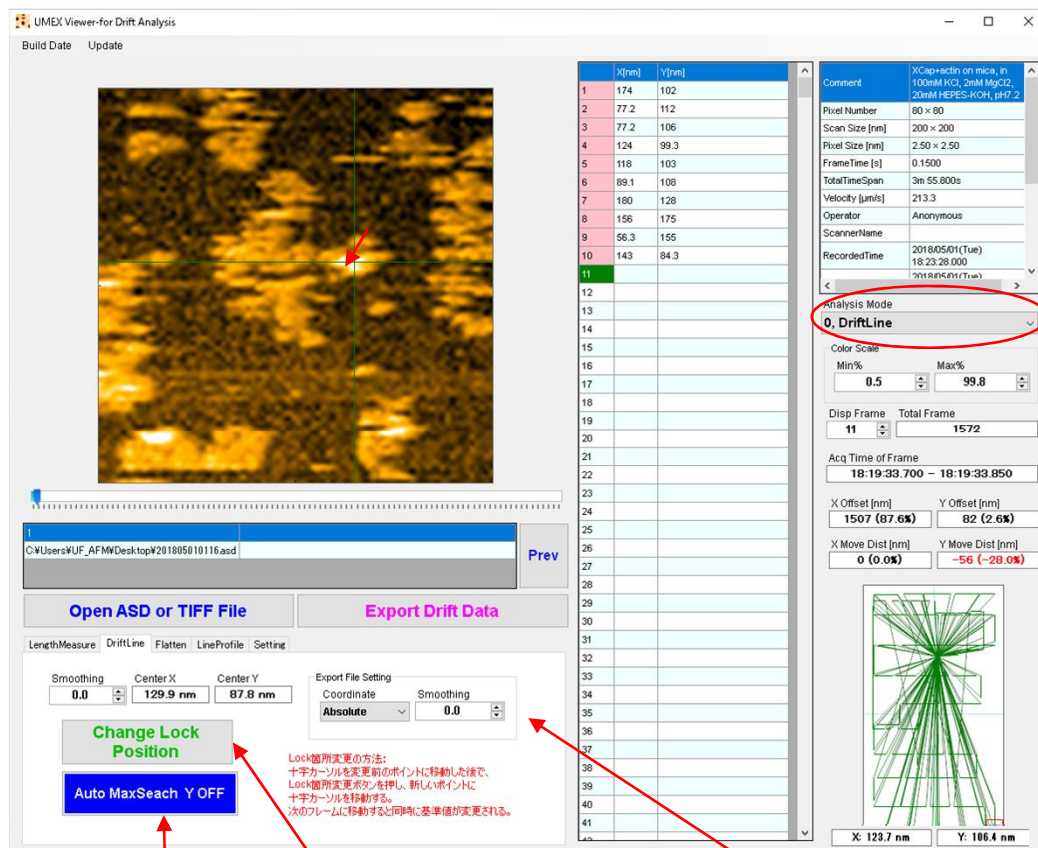 UMEX Viewer-for Drift Analysis
Build Date Update
X[nm] Y[nm]
1 174 102
2 77.2 112
3 77.2 106
4 124 99.3
5 118 103
6 89.1 108
7 180 128
8 156 175
9 56.3 155
10 143 84.3
11
12
13
14
15
16
17
18
19
20
21
22
23
24
25
26
27
28
29
30
31
32
33
34
35
36
37
38
39
40
41
Comment XCap+actin on mica, in
100mM KCl, 2mM MgCl2,
20mM HEPES-KOH, pH7.2
Pixel Number 80 × 80
Scan Size [nm] 200 × 200
Pixel Size [nm] 2.50 × 2.50
FrameTime [s] 0.1500
TotalTimeSpan 3m 55.800s
Velocity [μm/s] 213.3
Operator Anonymous
ScannerName
RecordedTime 2018/05/01(Tue)
18:23:28.000
2018/05/01(Tue)
Analysis Mode
0, DriftLine
Color Scale
Min% Max%
0.5 99.8
Disp Frame Total Frame
11 1572
Acq Time of Frame
18:19:33.700 – 18:19:33.850
X Offset [nm] Y Offset [nm]
1507 (87.6%) 82 (2.6%)
X Move Dist [nm] Y Move Dist [nm]
0 (0.0%) -56 (-28.0%)
X: 123.7 nm Y: 106.4 nm
1
C:¥Users¥UF_AFM¥Desktop¥201805010116.asd
Prev
Open ASD or TIFF File Export Drift Data
LengthMeasure DriftLine Flatten LineProfile Setting
Smoothing Center X Center Y
0.0 129.9 nm 87.8 nm
Export File Setting
Coordinate Smoothing
Absolute 0.0
Change Lock
Position
Auto MaxSeach Y OFF
Lock箇所変更の方法:
十字カーソルを変更前のポイントに移動した後で、
Lock箇所変更ボタンを押し、新しいポイントに
十字カーソルを移動する。
次のフレームに移動すると同時に基準値が変更される。